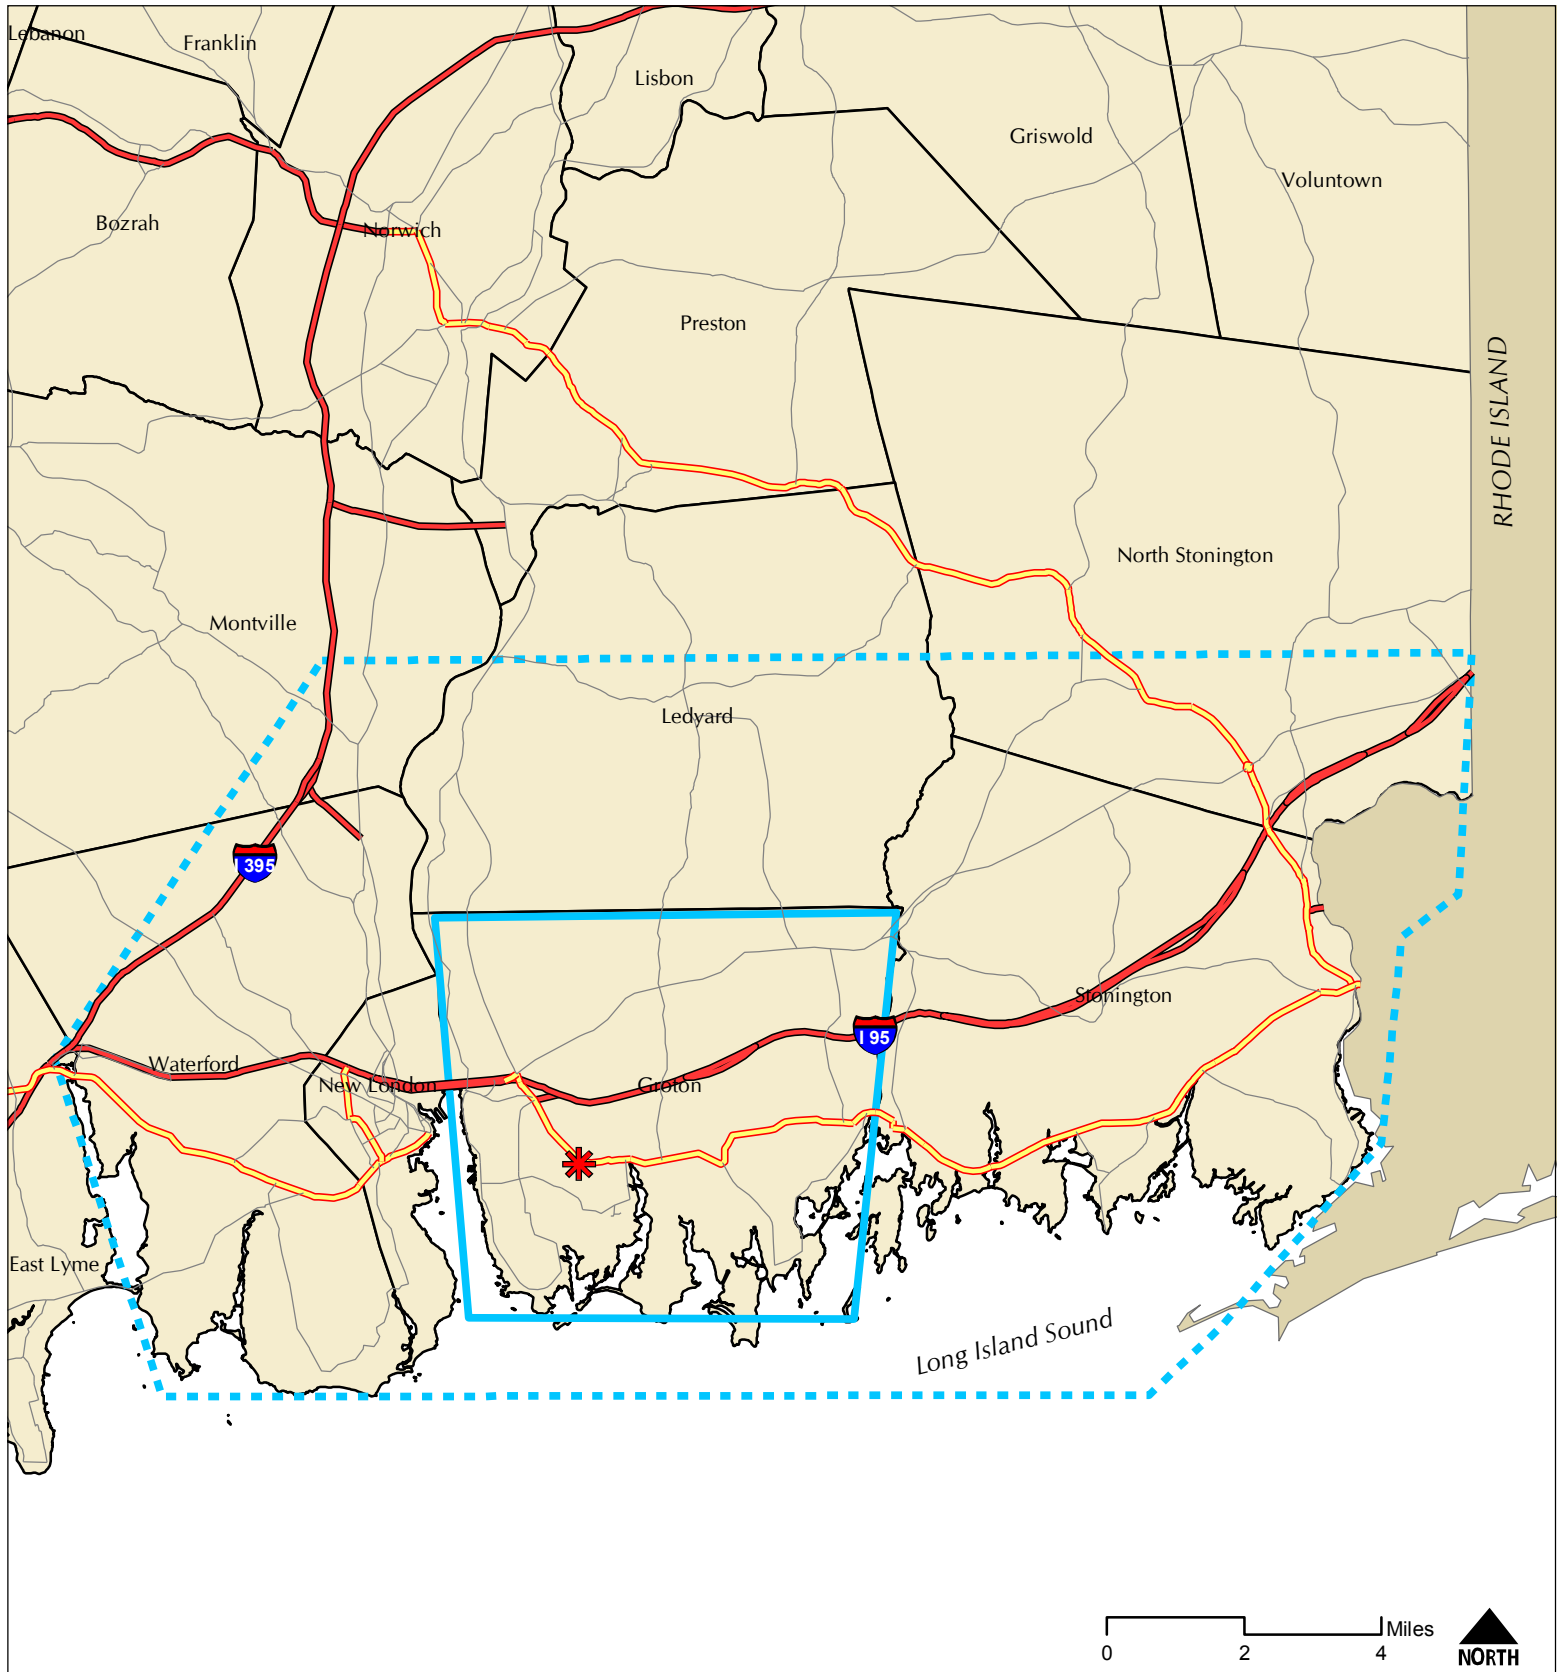 Lebanon
Franklin
Lisbon
Griswold
Voluntown
Bozrah
Norwich
Preston
RHODE ISLAND
North Stonington
Montville
Ledyard
I 395
Stonington
I 95
Waterford
New London
Groton
East Lyme
Long Island Sound
Miles
0 2 4
NORTH